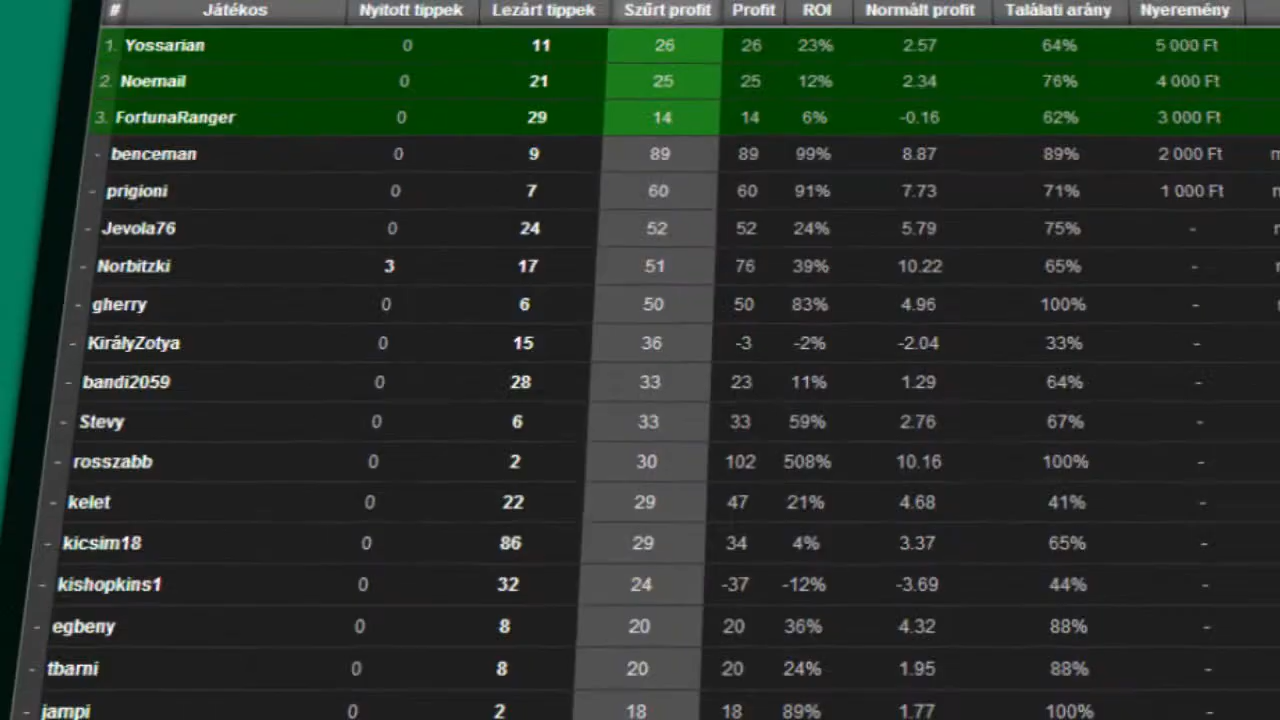 # Játékos Nyitott tippek Lezárt tippek Szűrt profit Profit ROI Normált profit Találati arány Nyeremény
1. Yossarian 0 11 26 26 23% 2.57 64% 5 000 Ft
2. Noemail 0 21 25 25 12% 2.34 76% 4 000 Ft
3. FortunaRanger 0 29 14 14 6% -0.16 62% 3 000 Ft
- benceman 0 9 89 89 99% 8.87 89% 2 000 Ft
- prigioni 0 7 60 60 91% 7.73 71% 1 000 Ft
- Jevola76 0 24 52 52 24% 5.79 75% -
- Norbitzki 3 17 51 76 39% 10.22 65% -
- gherry 0 6 50 50 83% 4.96 100% -
- KirályZotya 0 15 36 -3 -2% -2.04 33% -
- bandi2059 0 28 33 23 11% 1.29 64% -
- Stevy 0 6 33 33 59% 2.76 67% -
- rosszabb 0 2 30 102 508% 10.16 100% -
- kelet 0 22 29 47 21% 4.68 41% -
- kicsim18 0 86 29 34 4% 3.37 65% -
- kishopkins1 0 32 24 -37 -12% -3.69 44% -
- egbeny 0 8 20 20 36% 4.32 88% -
- tbarni 0 8 20 20 24% 1.95 88% -
- jampi 0 2 18 18 89% 1.77 100% -